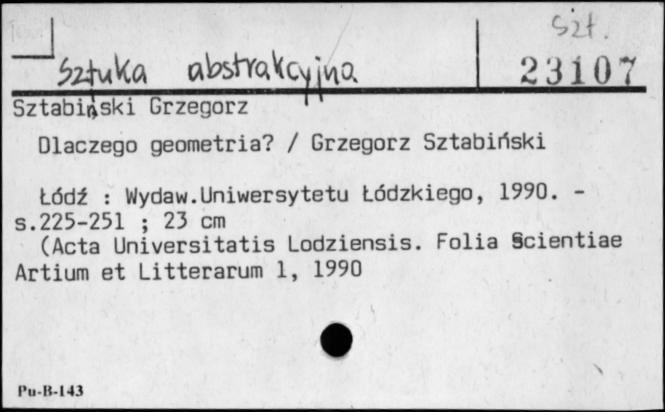 Szt.
Sztuka abstrakcyjna
23107
Sztabiński Grzegorz
Dlaczego geometria? / Grzegorz Sztabiński
Łódź : Wydaw.Uniwersytetu Łódzkiego, 1990. -
s.225-251 ; 23 cm
(Acta Universitatis Lodziensis. Folia Scientiae
Artium et Litterarum 1, 1990
Pu-B-143